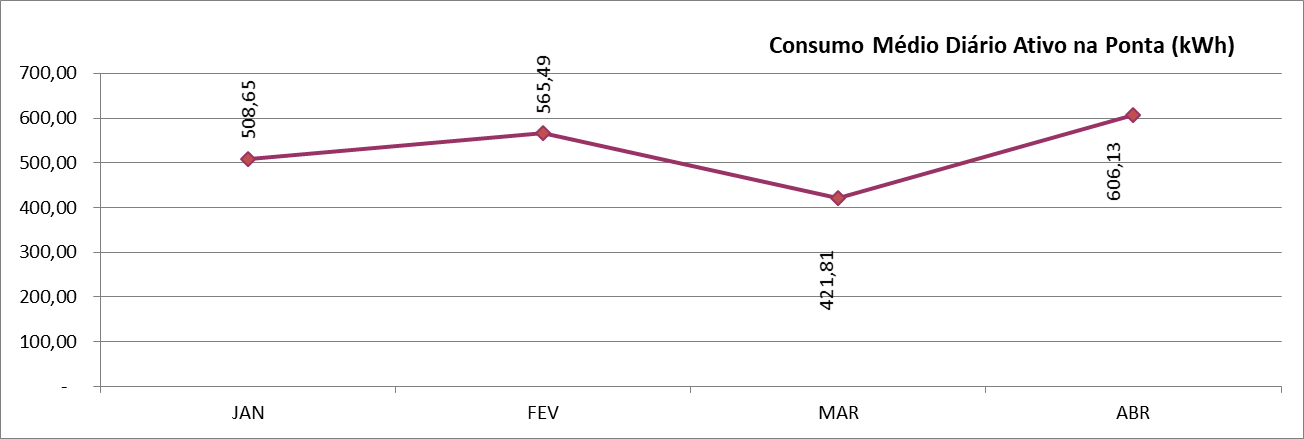 Consumo Médio Diário Ativo na Ponta (kWh)
700,00
600,00
500,00
400,00
300,00
200,00
100,00
-
508,65
565,49
421,81
606,13
JAN
FEV
MAR
ABR